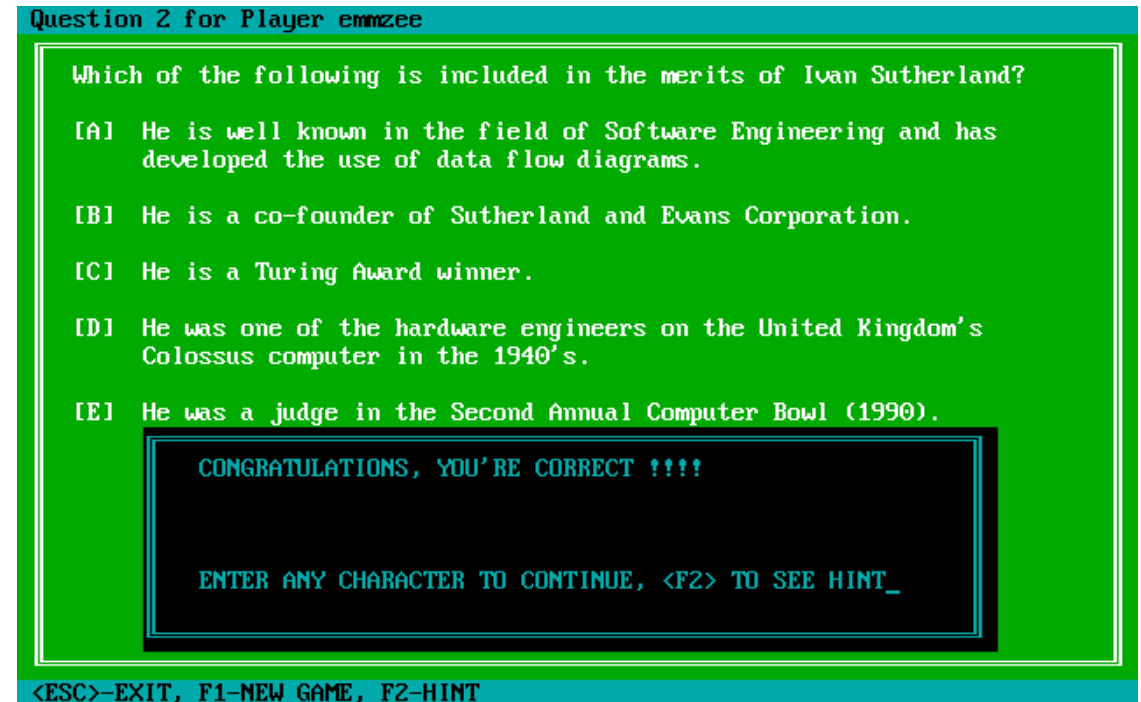 Question 2 for Player emmzee
Which of the following is included in the merits of Ivan Sutherland?
[A] He is well known in the field of Software Engineering and has
developed the use of data flow diagrams.
[B] He is a co-founder of Sutherland and Evans Corporation.
[C] He is a Turing Award winner.
[D] He was one of the hardware engineers on the United Kingdom's
Colossus computer in the 1940's.
[E] He was a judge in the Second Annual Computer Bowl (1990).
CONGRATULATIONS, YOU'RE CORRECT !!!!
ENTER ANY CHARACTER TO CONTINUE, <F2> TO SEE HINT_
<ESC>-EXIT, F1-NEW GAME, F2-HINT